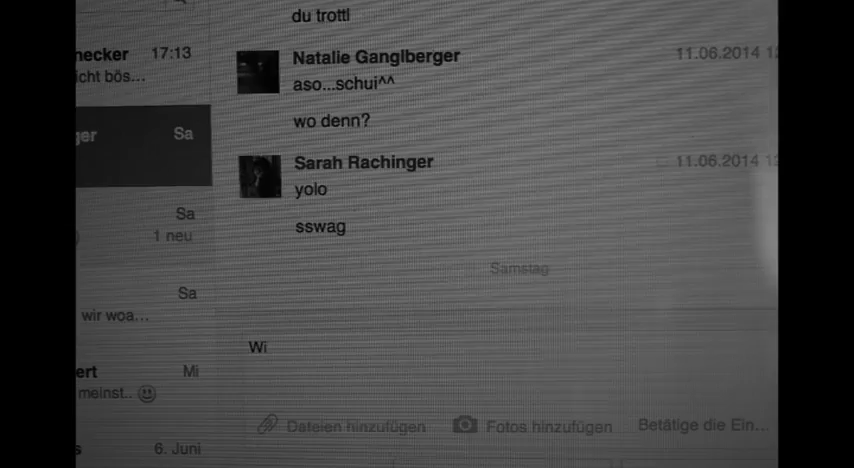 du trottl
necker 17:13
icht bös...
Natalie Ganglberger 11.06.2014
aso...schui^^
wo denn?
ger Sa
Sarah Rachinger 11.06.2014
yolo
sswag
Sa
1 neu
Samstag
Sa
wir woa...
Wi
ert Mi
meinst.. 😃
Dateien hinzufügen Fotos hinzufügen Betätige die Ein...
s 6. Juni